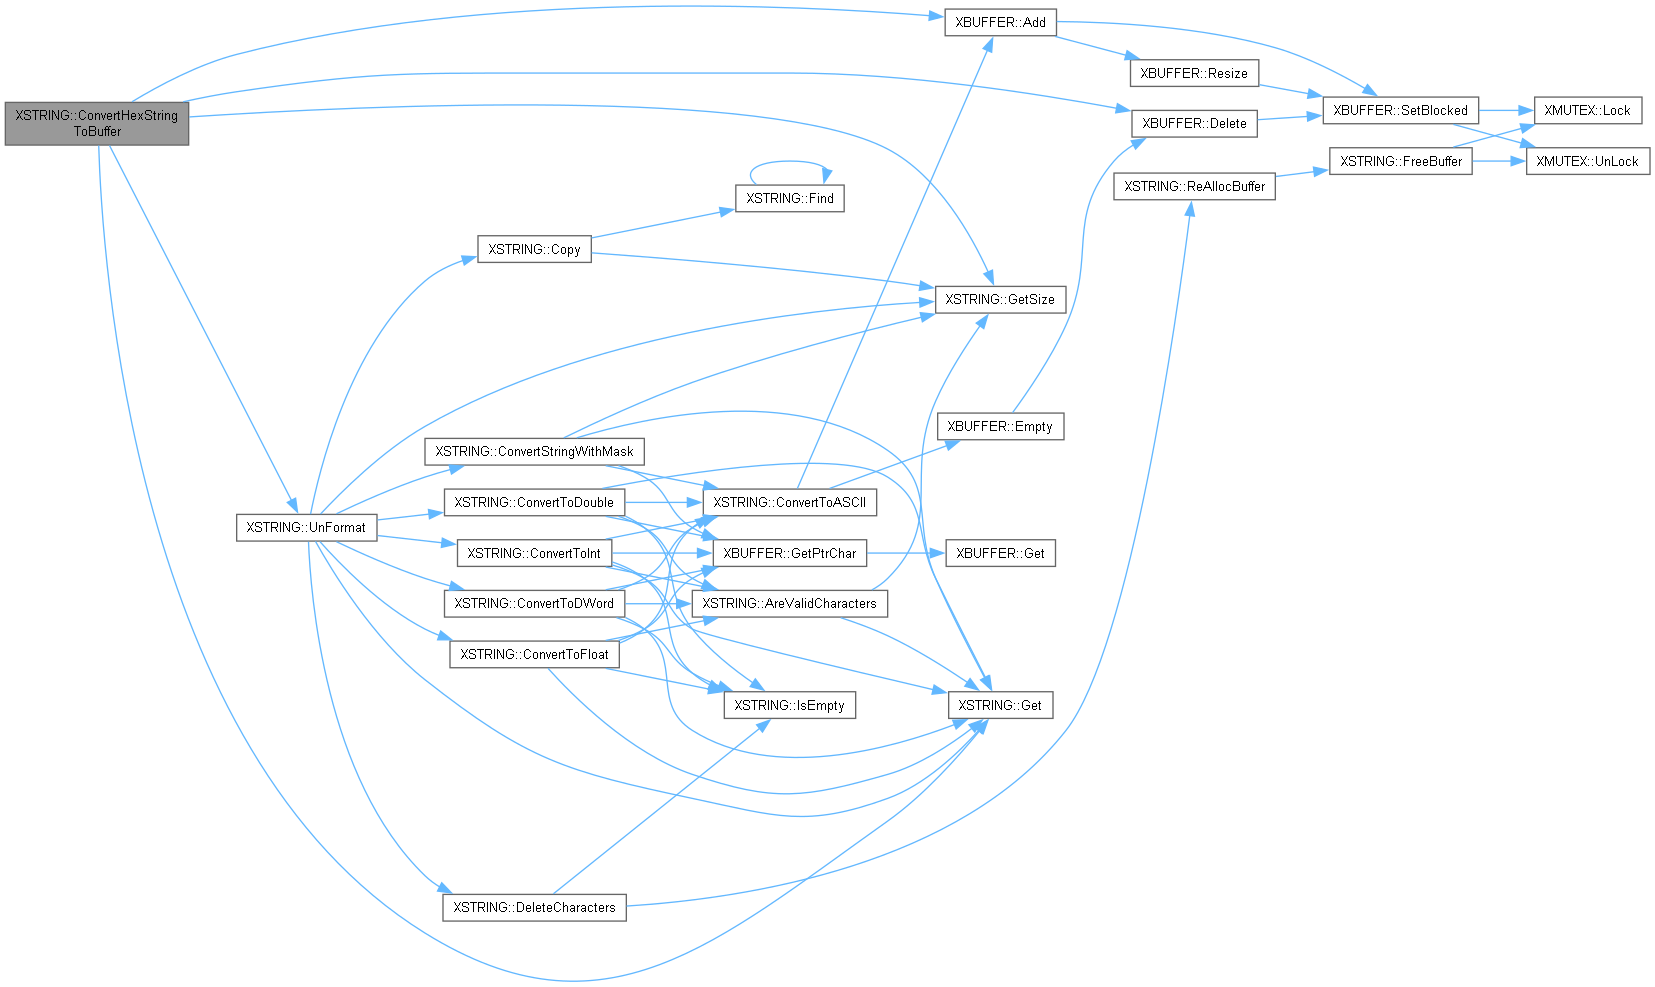 XSTRING::ConvertHexString
ToBuffer
XBUFFER::Add
XBUFFER::Resize
XBUFFER::SetBlocked
XMUTEX::Lock
XBUFFER::Delete
XMUTEX::UnLock
XSTRING::FreeBuffer
XSTRING::ReAllocBuffer
XSTRING::Find
XSTRING::Copy
XSTRING::GetSize
XBUFFER::Empty
XSTRING::ConvertStringWithMask
XSTRING::ConvertToDouble
XSTRING::ConvertToASCII
XSTRING::UnFormat
XSTRING::ConvertToInt
XBUFFER::GetPtrChar
XBUFFER::Get
XSTRING::ConvertToDWord
XSTRING::AreValidCharacters
XSTRING::ConvertToFloat
XSTRING::IsEmpty
XSTRING::Get
XSTRING::DeleteCharacters